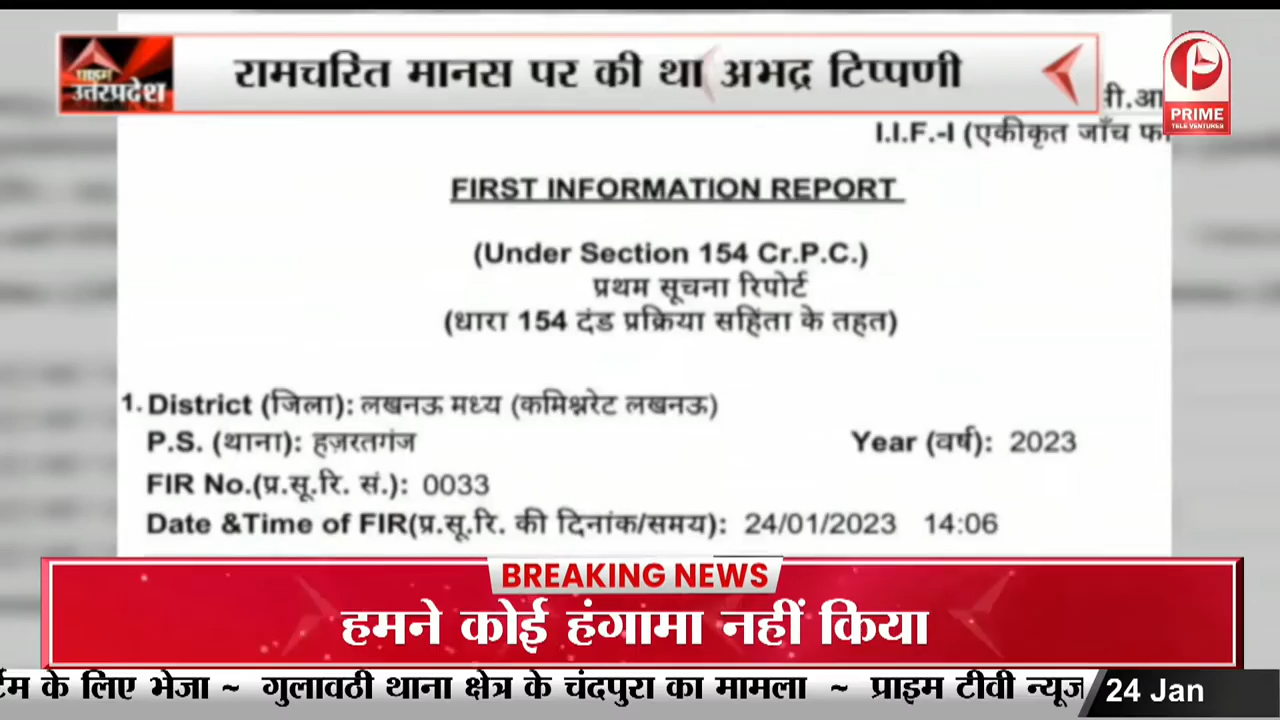 प्राइम
उत्तरप्रदेश
रामचरित मानस पर की था अभद्र टिप्पणी
PRIME
TELE VENTURES
I.I.F.-I (एकीकृत जाँच
FIRST INFORMATION REPORT
(Under Section 154 Cr.P.C.)
प्रथम सूचना रिपोर्ट
(धारा 154 दंड प्रक्रिया सहिंता के तहत)
1. District (जिला): लखनऊ मध्य (कमिश्नरेट लखनऊ)
P.S. (थाना): हज़रतगंज Year (वर्ष): 2023
FIR No.(प्र.सू.रि. सं.): 0033
Date &Time of FIR(प्र.सू.रि. की दिनांक/समय): 24/01/2023 14:06
BREAKING NEWS
हमने कोई हंगामा नहीं किया
के लिए भेजा ~ गुलावठी थाना क्षेत्र के चंदपुरा का मामला ~ प्राइम टीवी न्यूज 24 Jan